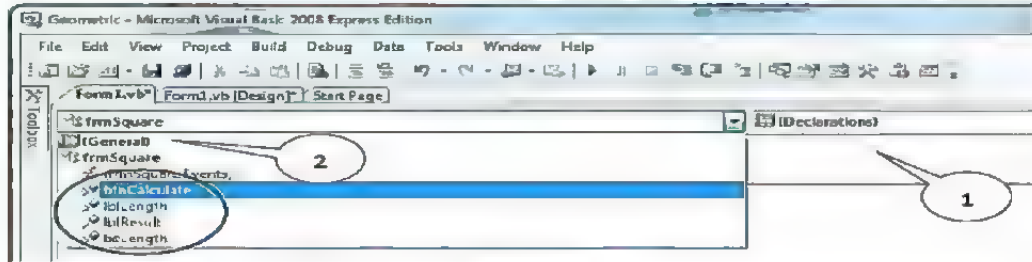 Geometric - Microsoft Visual Basic 2008 Express Edition
File Edit View Project Build Debug Data Tools Window Help
Form1.vb* Form1.vb [Design]* Start Page
Toolbox
frmSquare (Declarations)
(General)
frmSquare
2
btnCalculate
lblLength
1
lblResult